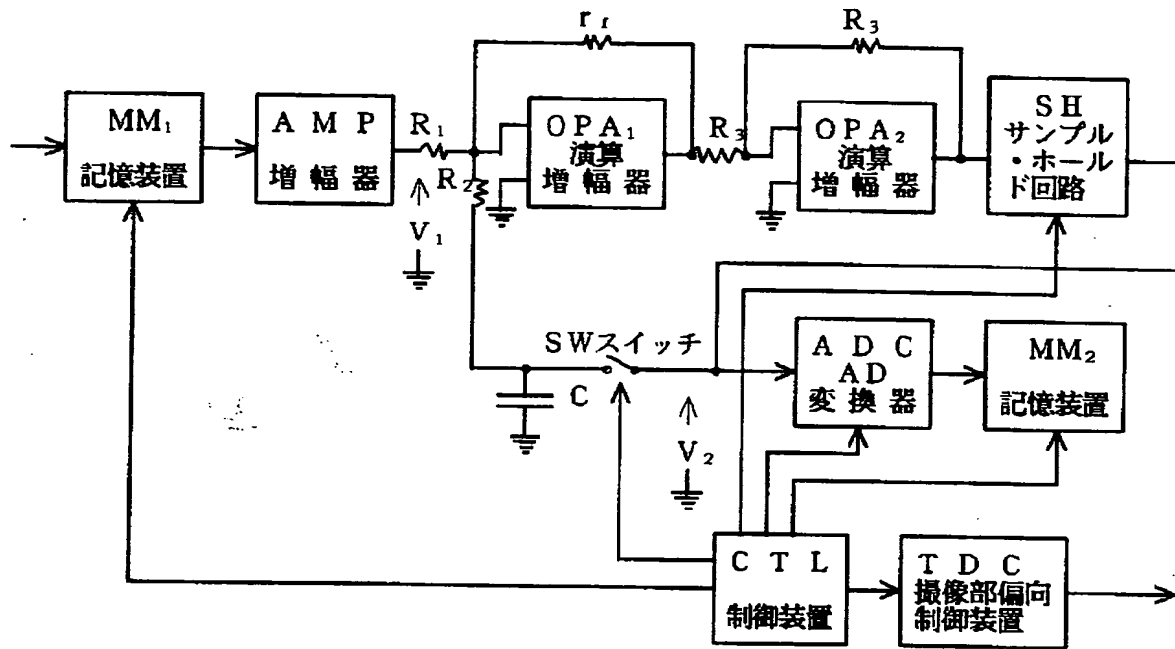 r_f
R₃
MM₁
記憶装置
A M P
増 幅 器
R₁
R₂
V₁
O P A₁
演算
増 幅 器
R₃
O P A₂
演算
増 幅 器
S H
サンプル
・ホール
ド回路
SWスイッチ
C
V₂
A D C
AD
変 換 器
MM₂
記憶装置
C T L
制御装置
T D C
撮像部偏向
制御装置